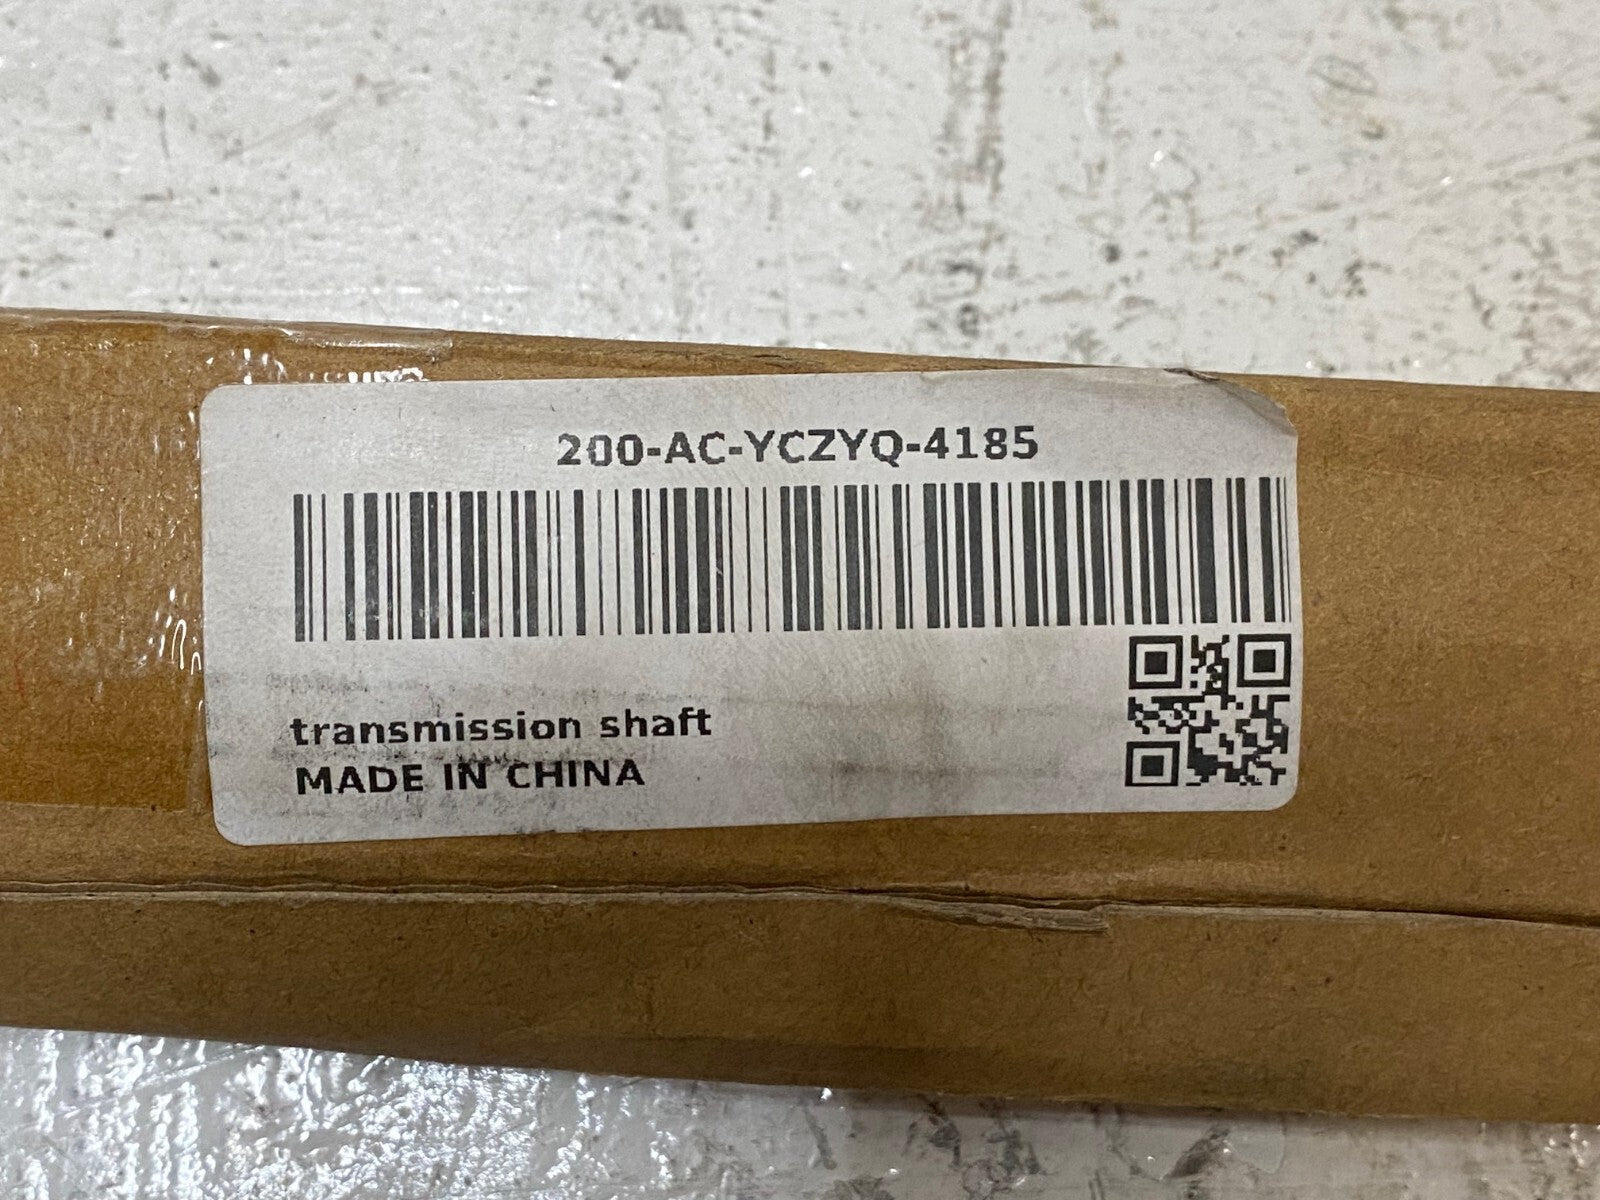 200-AC-YCZYQ-4185
transmission shaft
MADE IN CHINA